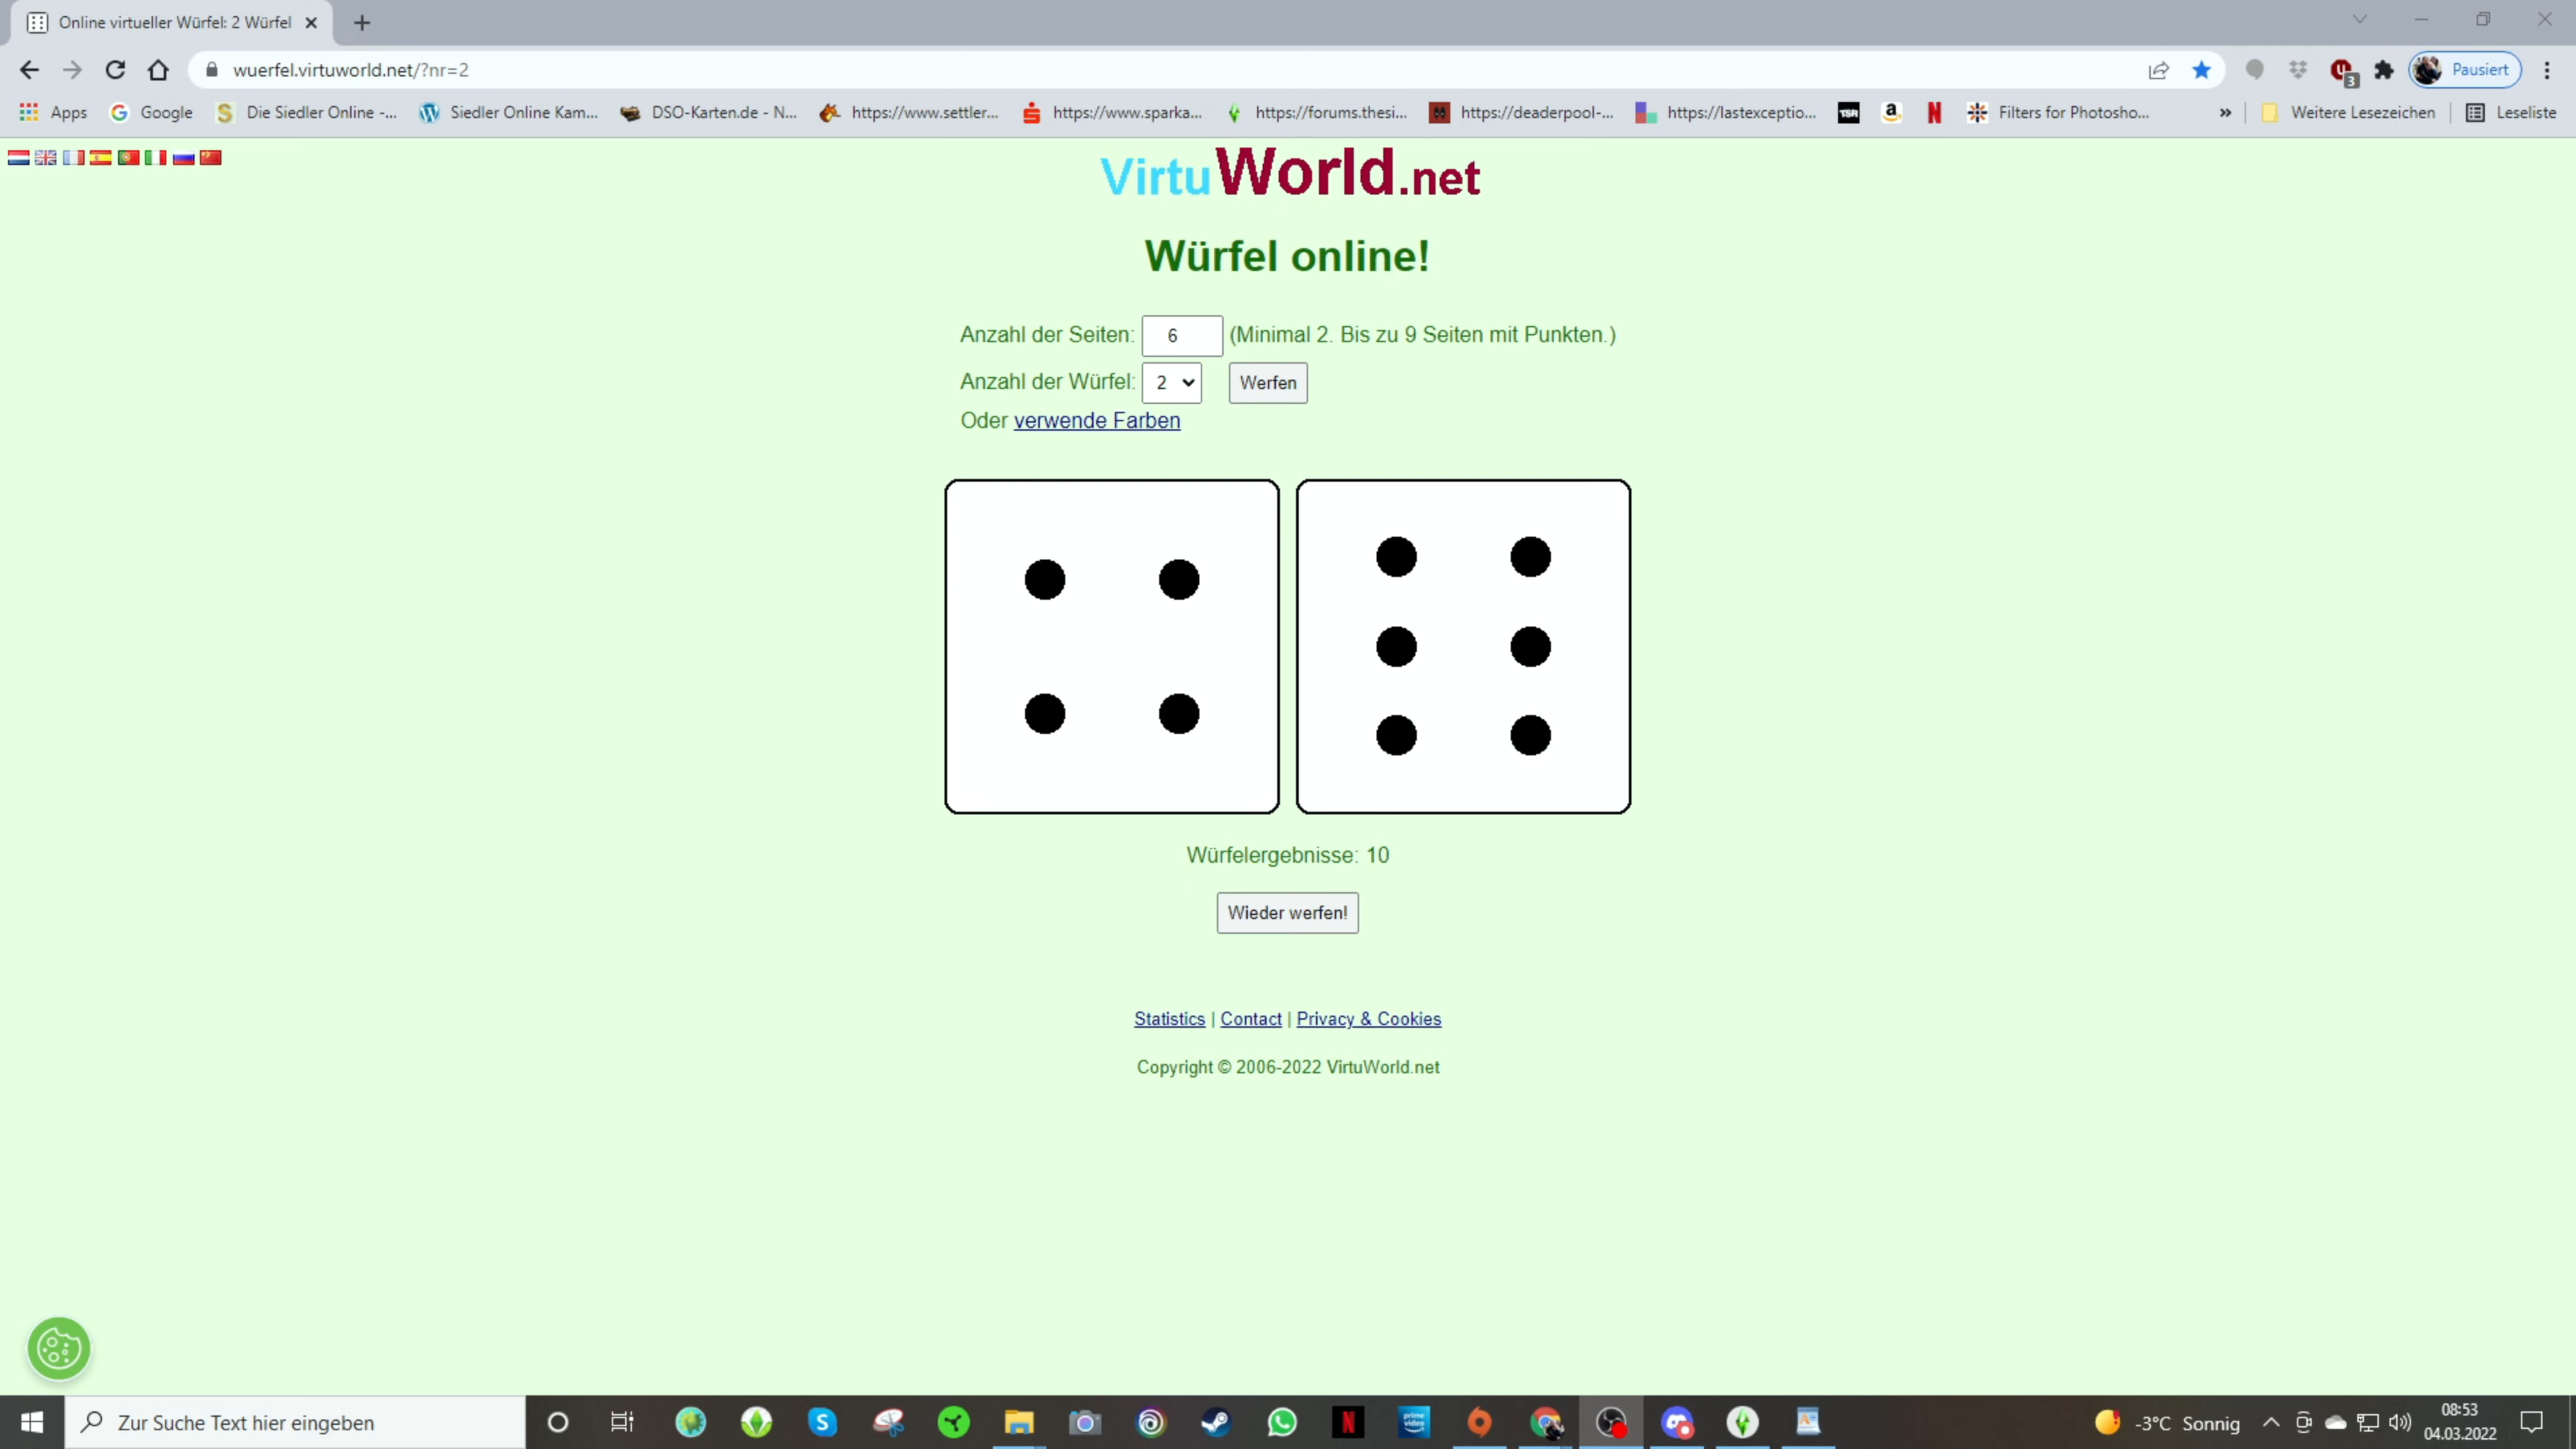 Online virtueller Würfel: 2 Würfel
wuerfel.virtuworld.net/?nr=2
3
Pausiert
Apps
Google
S
Die Siedler Online -...
Siedler Online Kam...
DSO-Karten.de - N...
https://www.settler...
https://www.sparka...
https://forums.thesi...
https://deaderpool-...
https://lastexceptio...
TSR
a
N
Filters for Photosho...
»
Weitere Lesezeichen
Leseliste
VirtuWorld.net
Würfel online!
Anzahl der Seiten: 6 (Minimal 2. Bis zu 9 Seiten mit Punkten.)
Anzahl der Würfel: 2 Werfen
Oder verwende Farben
Würfelergebnisse: 10
Wieder werfen!
Statistics | Contact | Privacy & Cookies
Copyright © 2006-2022 VirtuWorld.net
Zur Suche Text hier eingeben
S
N
prime video
-3°C Sonnig
08:53
04.03.2022